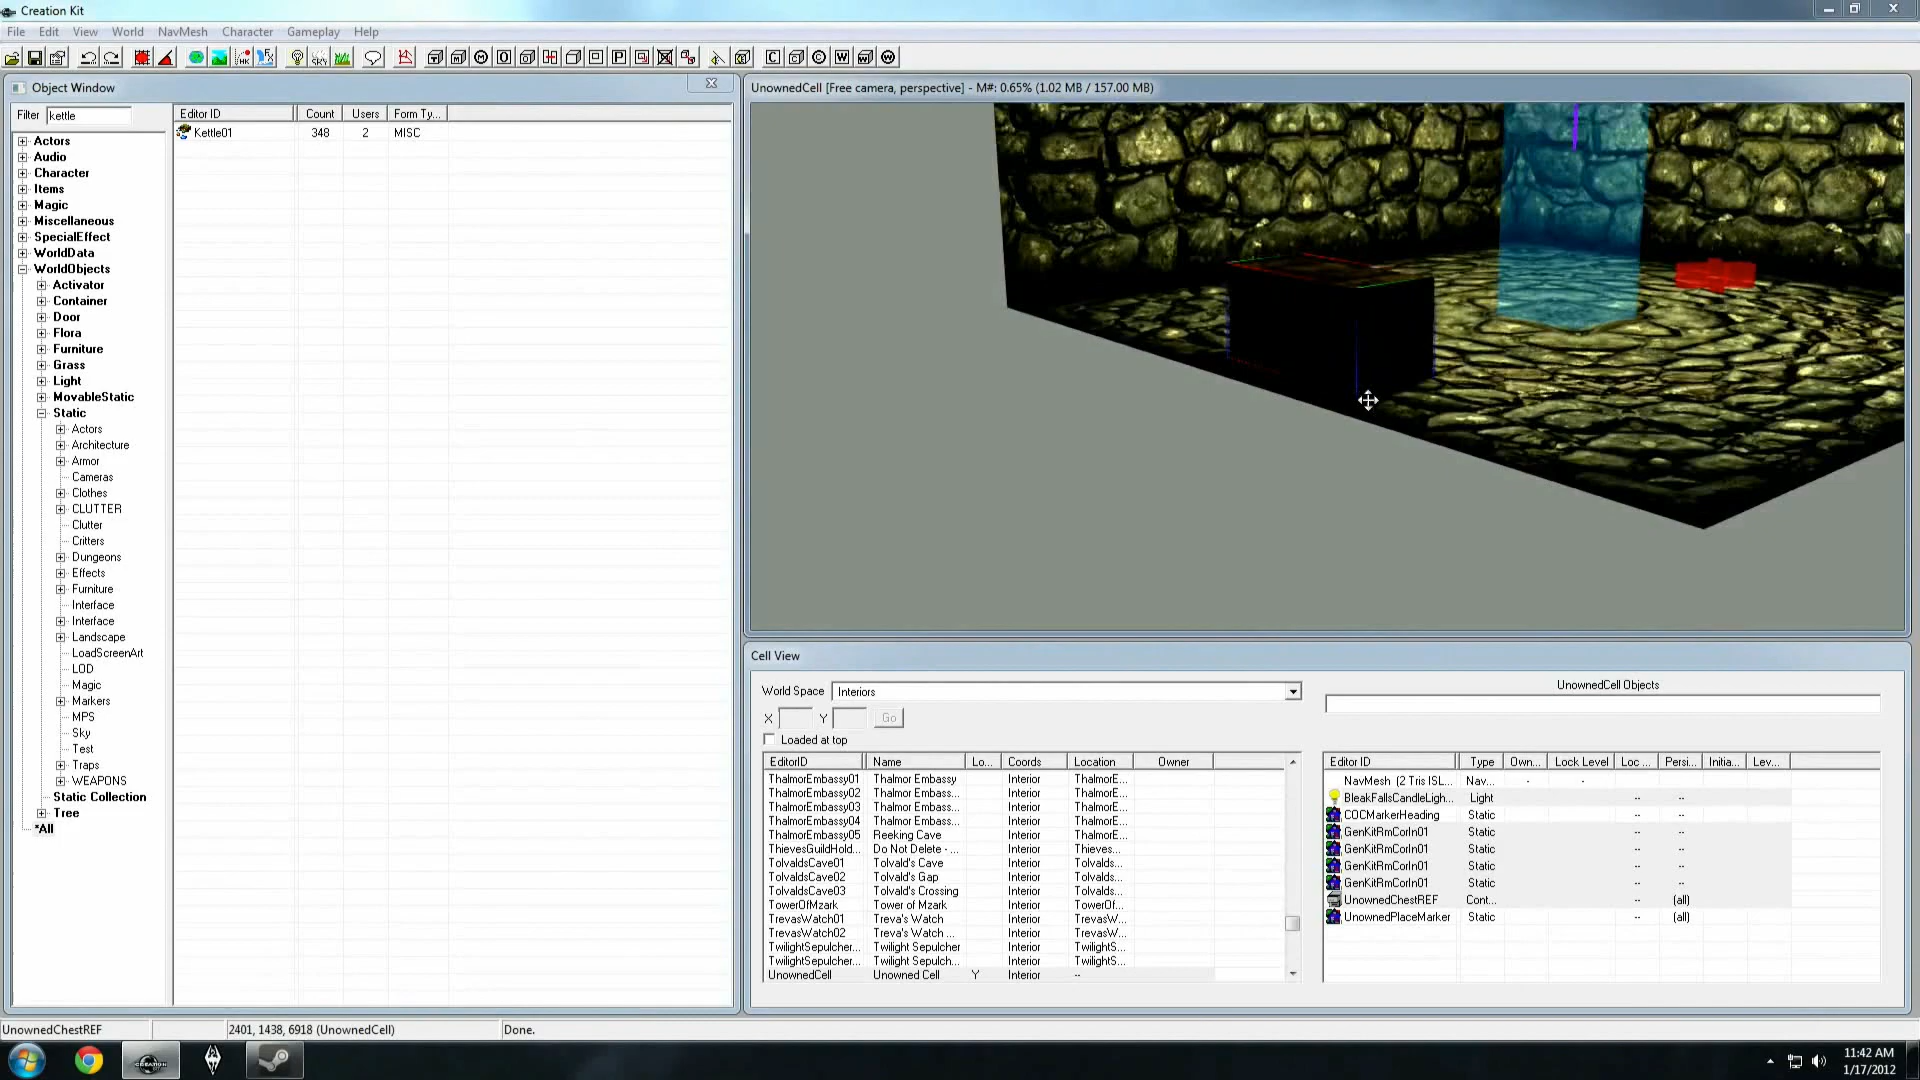 Creation Kit
File Edit View World NavMesh Character Gameplay Help
Object Window
Filter kettle
Editor ID Count Users Form Ty...
Kettle01 348 2 MISC
Actors
Audio
Character
Items
Magic
Miscellaneous
SpecialEffect
WorldData
WorldObjects
Activator
Container
Door
Flora
Furniture
Grass
Light
MovableStatic
Static
Actors
Architecture
Armor
Cameras
Clothes
CLUTTER
Clutter
Critters
Dungeons
Effects
Furniture
Interface
Interface
Landscape
LoadScreenArt
LOD
Magic
Markers
MPS
Sky
Test
Traps
WEAPONS
Static Collection
Tree
*All
UnownedCell [Free camera, perspective] - M#: 0.65% (1.02 MB / 157.00 MB)
Cell View
World Space Interiors
X Y Go
Loaded at top
EditorID Name Lo... Coords Location Owner
ThalmorEmbassy01 Thalmor Embassy Interior ThalmorE...
ThalmorEmbassy02 Thalmor Embass... Interior ThalmorE...
ThalmorEmbassy03 Thalmor Embass... Interior ThalmorE...
ThalmorEmbassy04 Thalmor Embass... Interior ThalmorE...
ThalmorEmbassy05 Reeking Cave Interior ThalmorE...
ThievesGuildHold... Do Not Delete - ... Interior Thieves...
TolvaldsCave01 Tolvald's Cave Interior Tolvalds...
TolvaldsCave02 Tolvald's Gap Interior Tolvalds...
TolvaldsCave03 Tolvald's Crossing Interior Tolvalds...
TowerOfMzark Tower of Mzark Interior TowerOf...
TrevasWatch01 Treva's Watch Interior TrevasW...
TrevasWatch02 Treva's Watch ... Interior TrevasW...
TwilightSepulcher... Twilight Sepulcher Interior TwilightS...
TwilightSepulcher... Twilight Sepulch... Interior TwilightS...
UnownedCell Unowned Cell Y Interior --
UnownedCell Objects
Editor ID Type Own... Lock Level Loc ... Persi... Initia... Lev...
NavMesh (2 Tris ISL... Nav... - -
BleakFallsCandleLigh... Light -- --
COCMarkerHeading Static -- --
GenKitRmCorIn01 Static -- --
GenKitRmCorIn01 Static -- --
GenKitRmCorIn01 Static -- --
GenKitRmCorIn01 Static -- --
UnownedChestREF Cont... -- (all)
UnownedPlaceMarker Static -- (all)
UnownedChestREF 2401, 1438, 6918 (UnownedCell) Done.
11:42 AM
1/17/2012